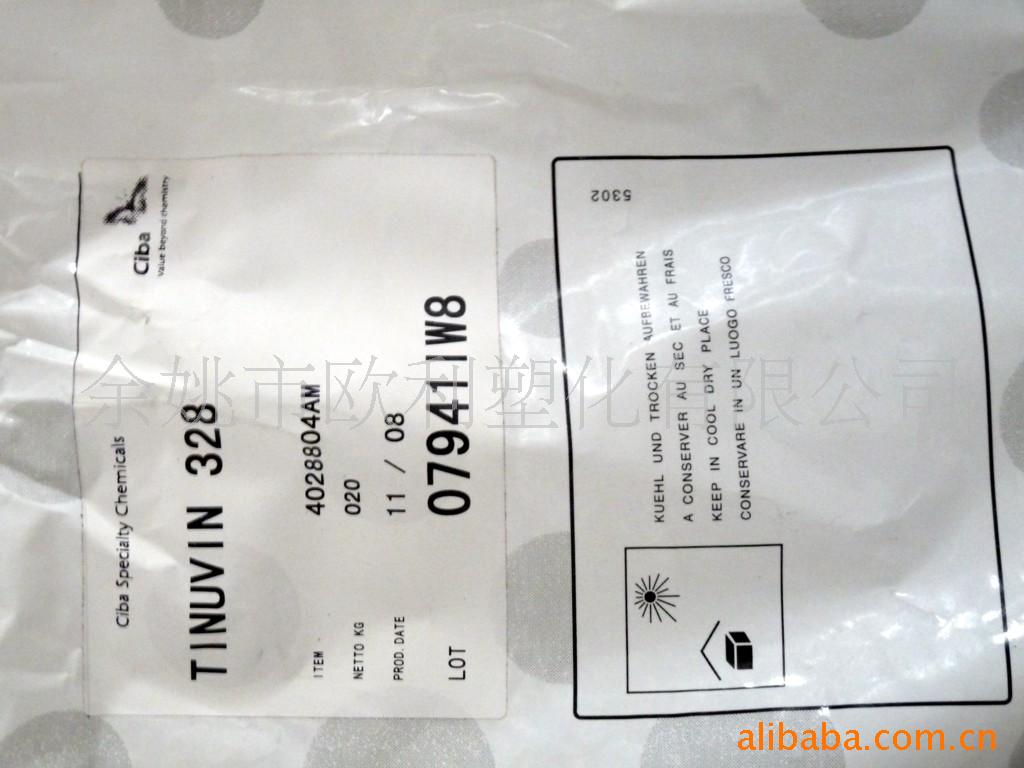 Ciba
Value beyond chemistry
Ciba Specialty Chemicals
TINUVIN 328
ITEM 40288804AM
NETTO KG 020
PROD. DATE 11 / 08
LOT 079411W8
5302
KUEHL UND TROCKEN AUFBEWAHREN
A CONSERVER AU SEC ET AU FRAIS
KEEP IN COOL DRY PLACE
CONSERVARE IN UN LUOGO FRESCO
余姚市欧利塑化有限公司
alibaba.com.cn